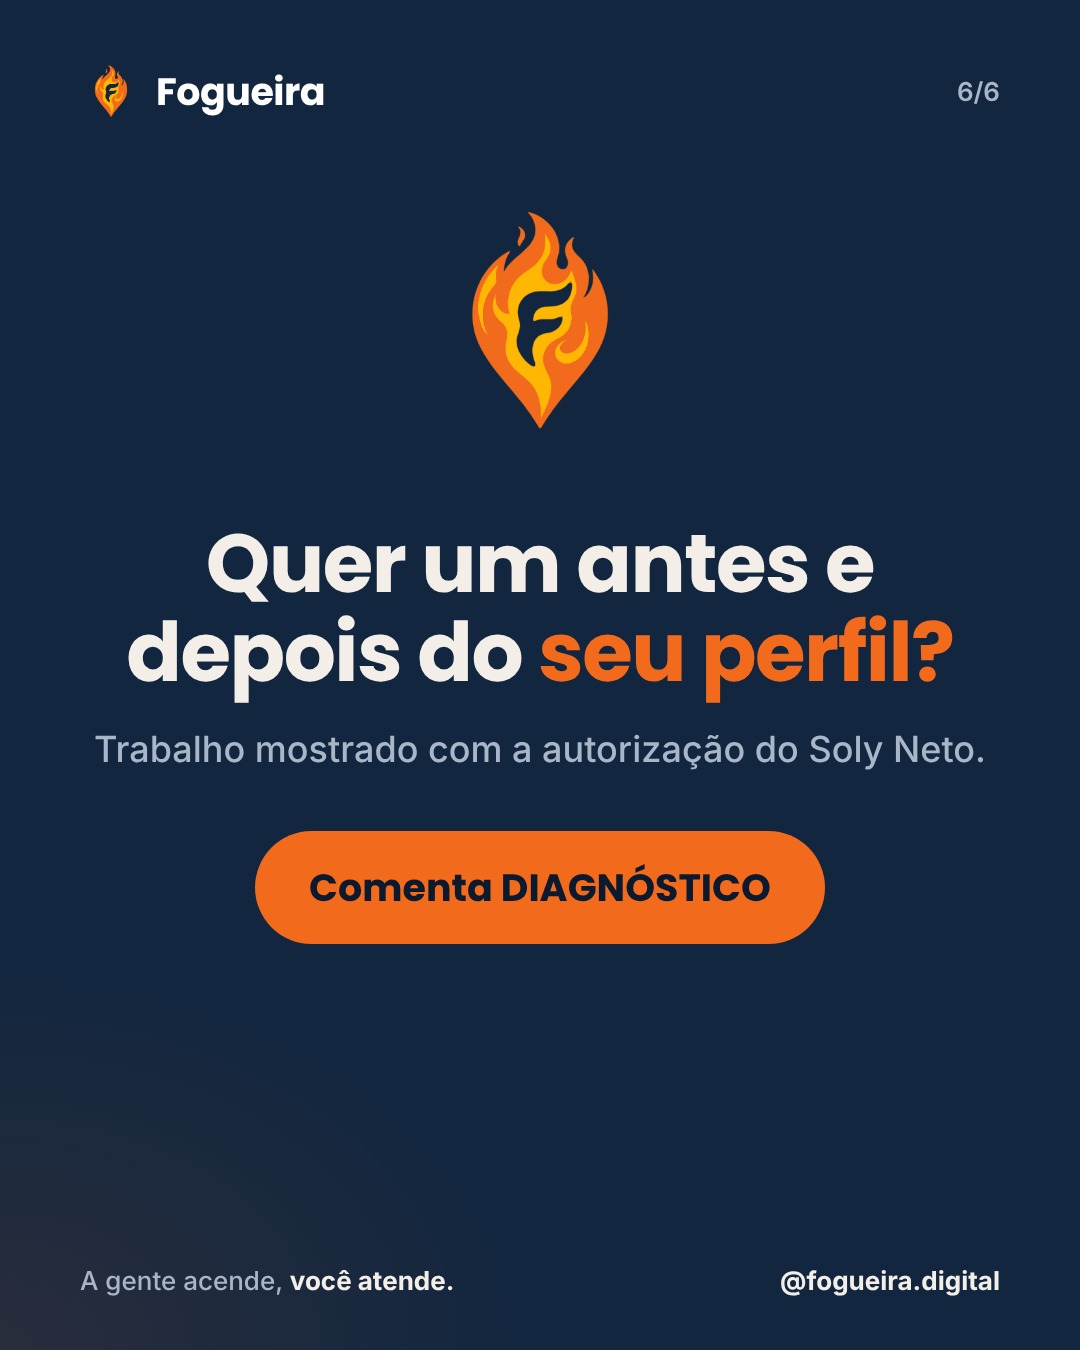 Fogueira
6/6
F
Quer um antes e
depois do seu perfil?
Trabalho mostrado com a autorização do Soly Neto.
Comenta DIAGNÓSTICO
A gente acende, você atende.
@fogueira.digital